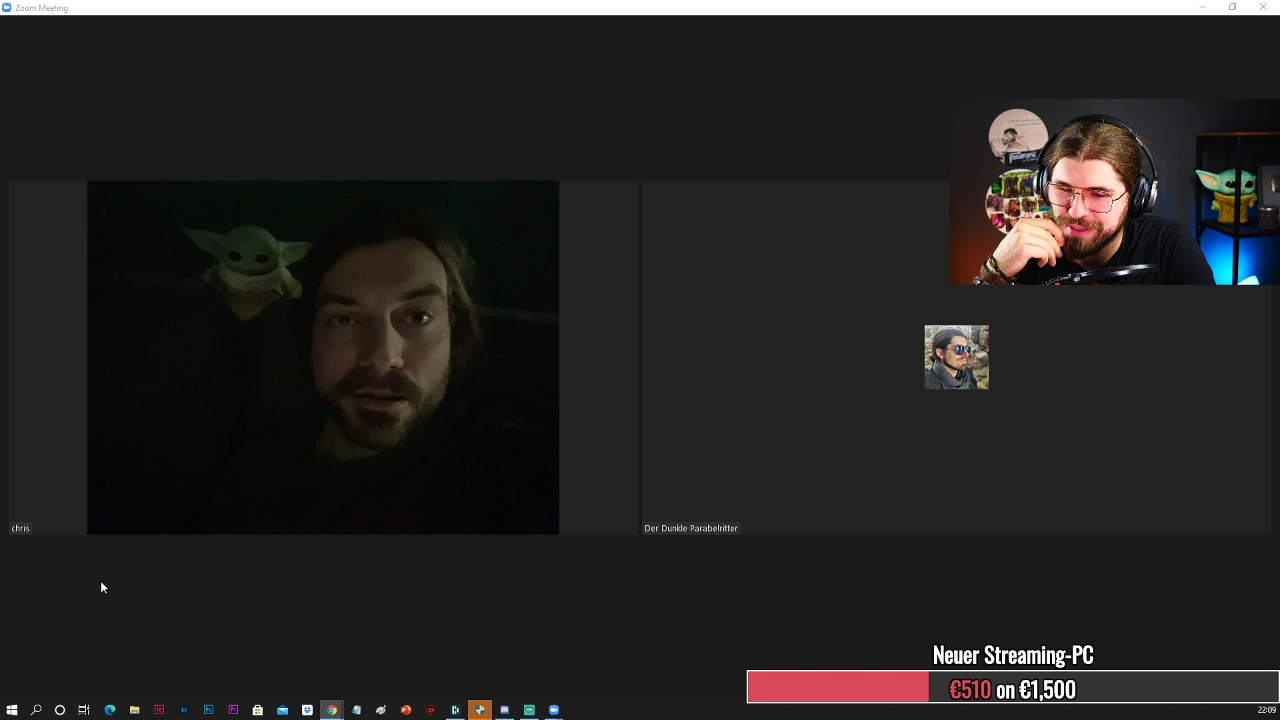 Zoom Meeting
chris
Der Dunkle Parabelritter
Neuer Streaming-PC
€510 on €1,500
22:09